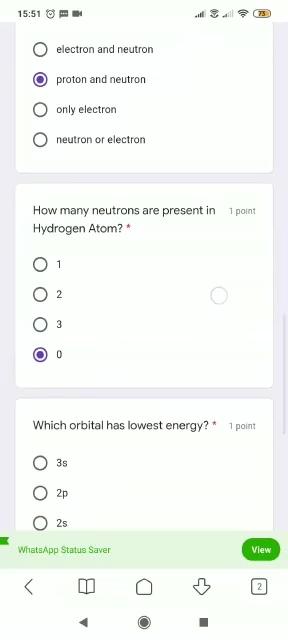 15:51
75
electron and neutron
proton and neutron
only electron
neutron or electron
How many neutrons are present in 1 point
Hydrogen Atom? *
1
2
3
0
Which orbital has lowest energy? * 1 point
3s
2p
2s
WhatsApp Status Saver View
2